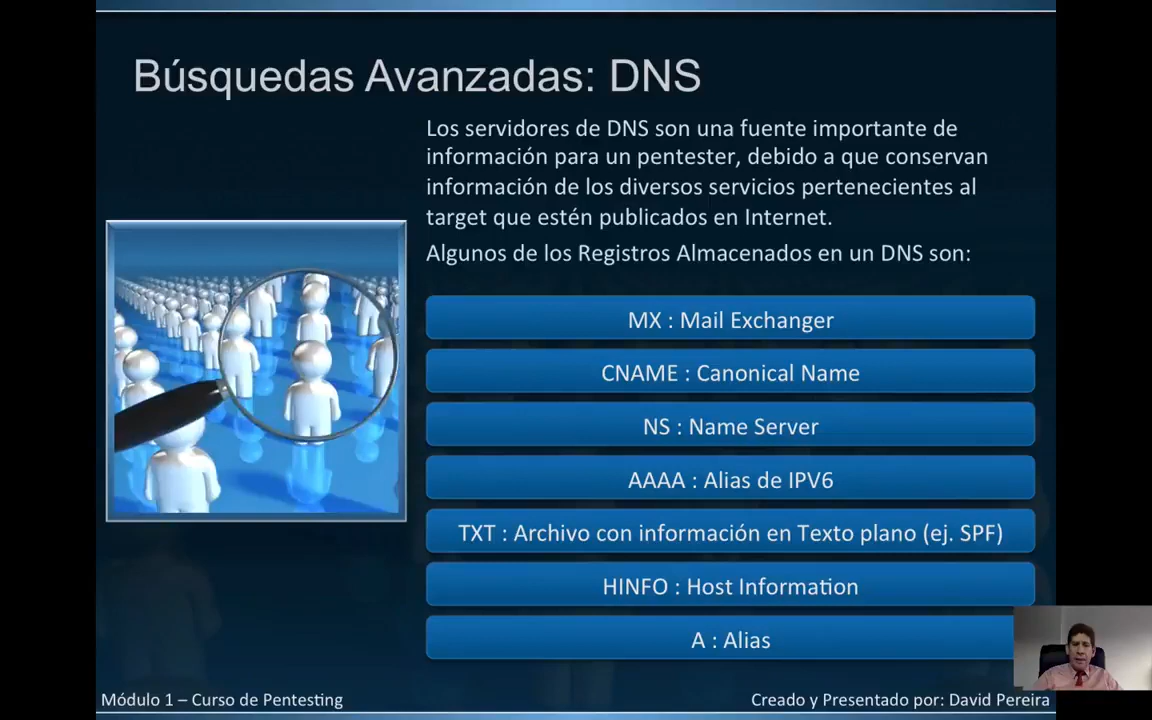 Búsquedas Avanzadas: DNS
Los servidores de DNS son una fuente importante de
información para un pentester, debido a que conservan
información de los diversos servicios pertenecientes al
target que estén publicados en Internet.
Algunos de los Registros Almacenados en un DNS son:
MX : Mail Exchanger
CNAME : Canonical Name
NS : Name Server
AAAA : Alias de IPV6
TXT : Archivo con información en Texto plano (ej. SPF)
HINFO : Host Information
A : Alias
Módulo 1 – Curso de Pentesting
Creado y Presentado por: David Pereira